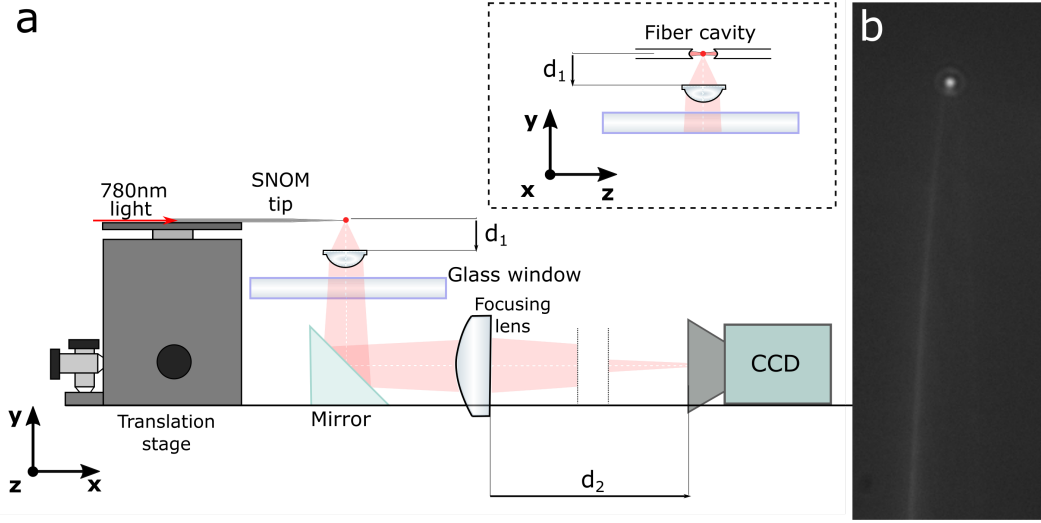 a
b
Fiber cavity
d1
y
x
z
780nm
light
SNOM
tip
d1
Glass window
Focusing
lens
CCD
Mirror
Translation
stage
y
z
x
d2